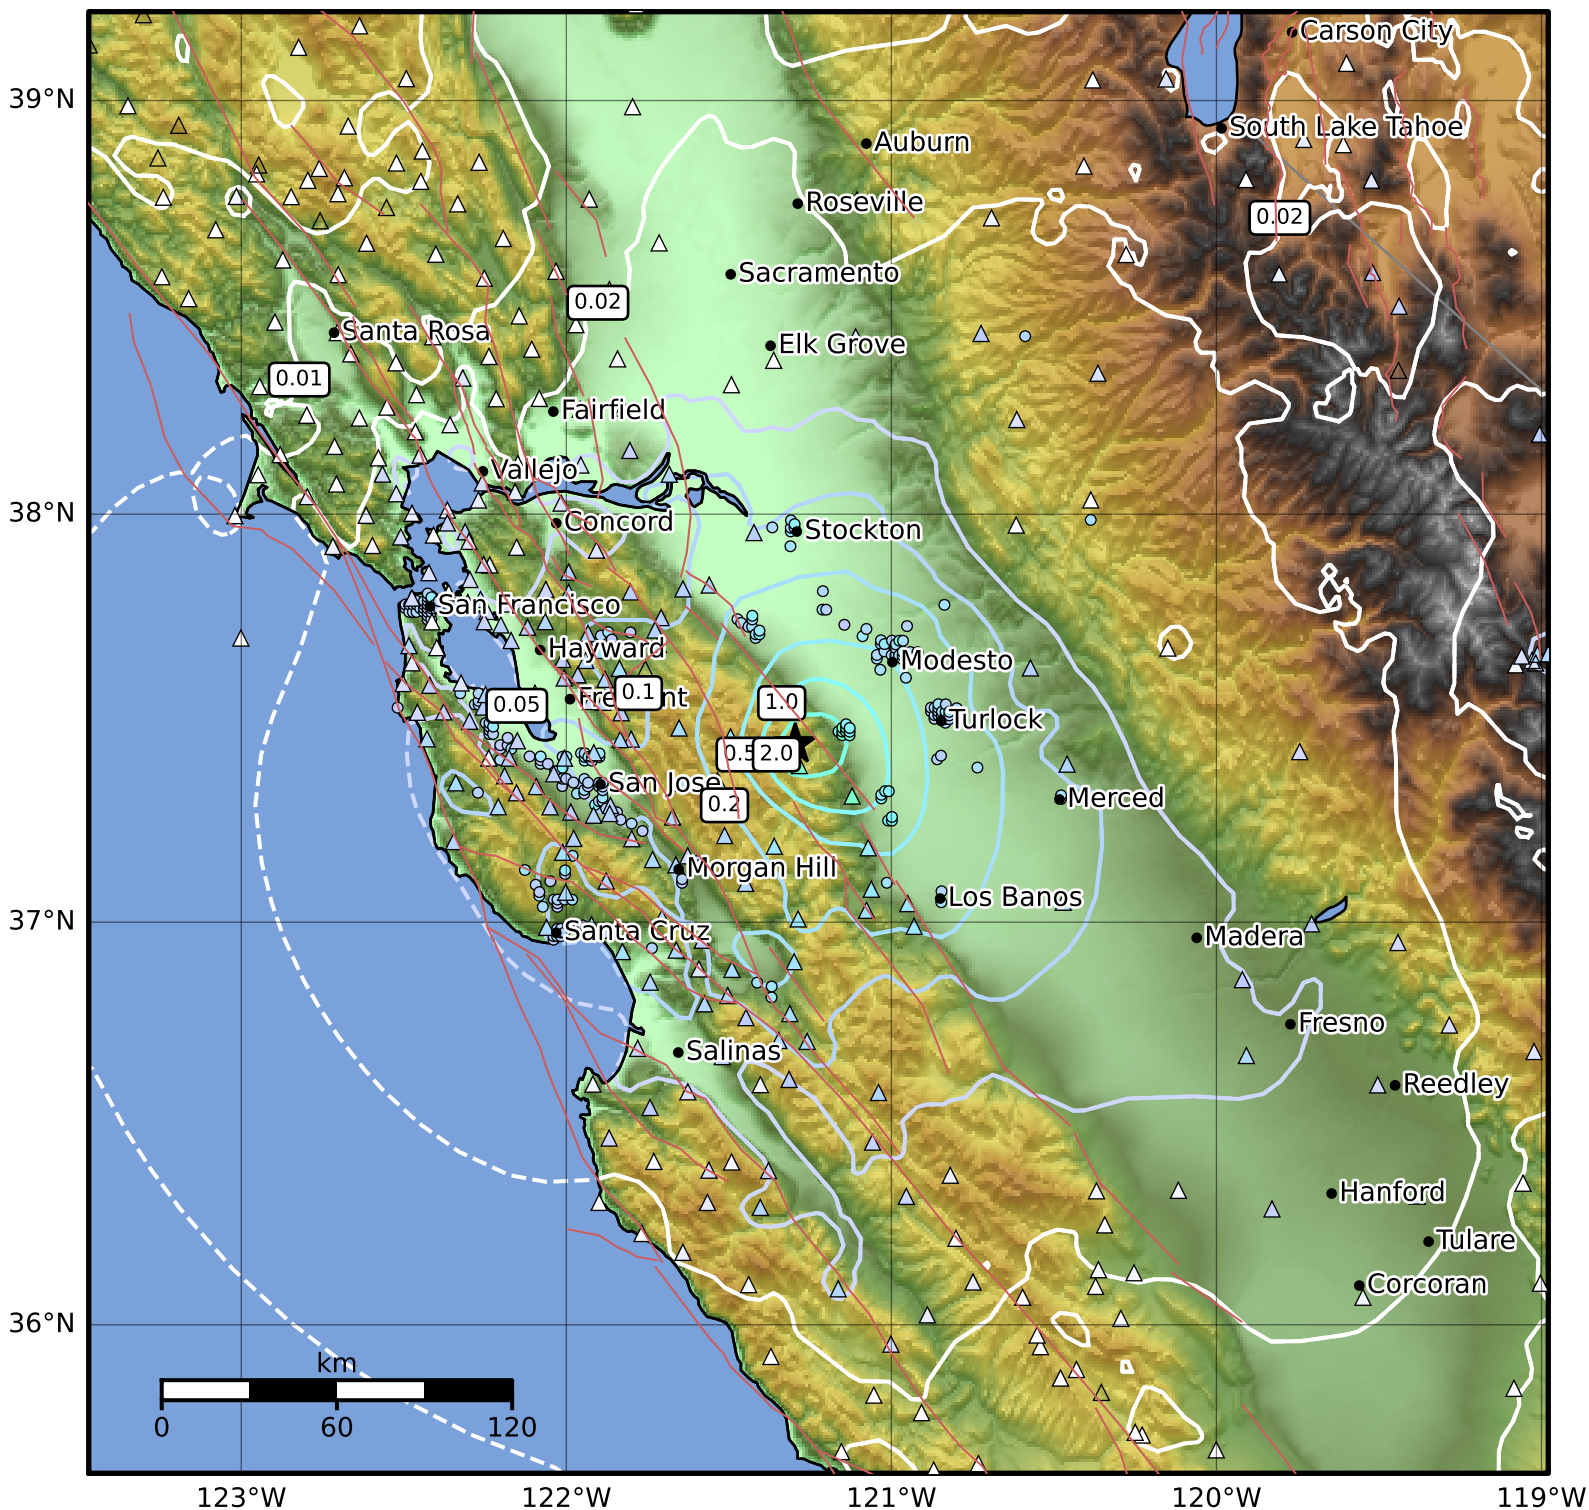 Carson City
39°N
South Lake Tahoe
Auburn
Roseville
0.02
Sacramento
0.02
Santa Rosa
Elk Grove
0.01
Fairfield
Vallejo
38°N
Concord
Stockton
San Francisco
Hayward
Modesto
Fremont
0.1
0.05
1.0
Turlock
0.5
2.0
San Jose
0.2
Merced
Morgan Hill
Los Banos
37°N
Santa Cruz
Madera
Fresno
Salinas
Reedley
Hanford
Tulare
Corcoran
36°N
km
0 60 120
123°W 122°W 121°W 120°W 119°W